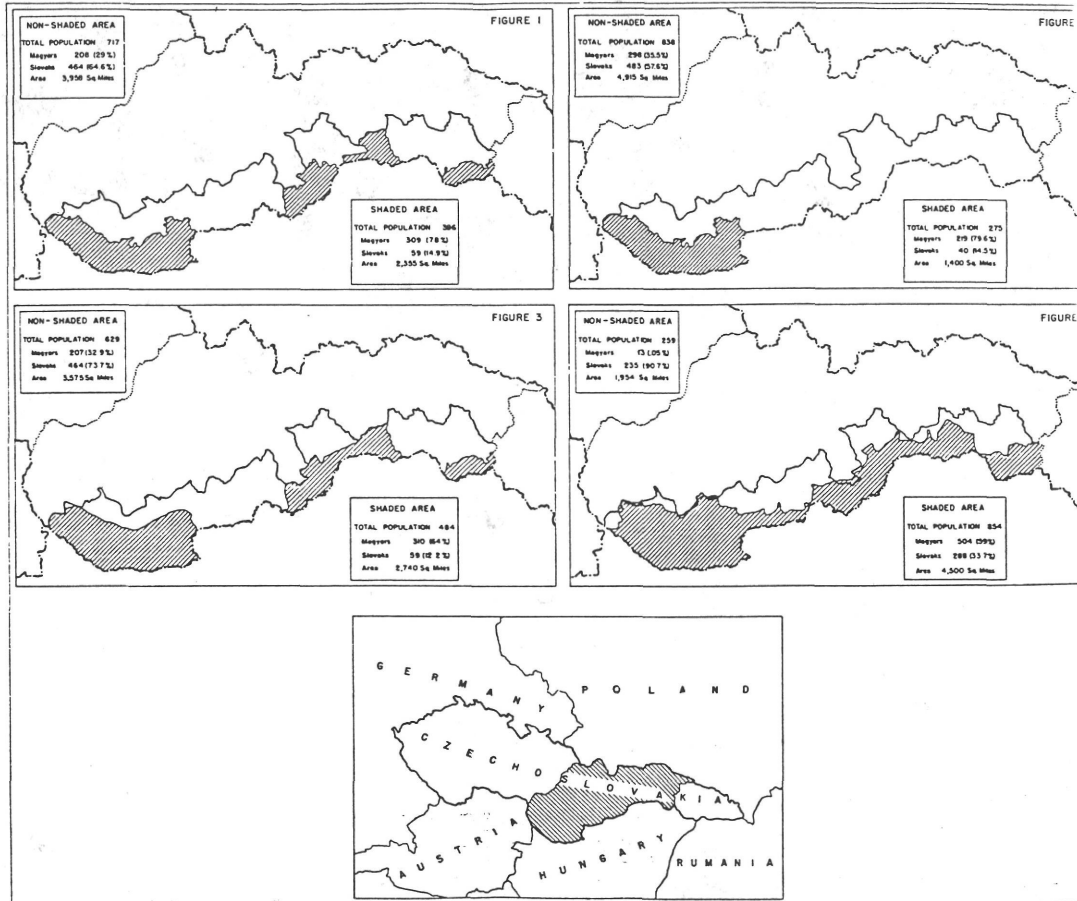 NON-SHADED AREA
TOTAL POPULATION 717
Magyars 208 (29%)
Slovaks 464 (64.6%)
Area 3,958 Sq Miles
FIGURE 1
SHADED AREA
TOTAL POPULATION 396
Magyars 309 (78%)
Slovaks 59 (14.9%)
Area 2,355 Sq Miles
NON-SHADED AREA
TOTAL POPULATION 838
Magyars 298 (35.5%)
Slovaks 483 (57.6%)
Area 4,915 Sq Miles
FIGURE
SHADED AREA
TOTAL POPULATION 275
Magyars 219 (79.6%)
Slovaks 40 (14.5%)
Area 1,400 Sq Miles
NON-SHADED AREA
TOTAL POPULATION 629
Magyars 207 (32.9%)
Slovaks 464 (73.7%)
Area 3,575 Sq Miles
FIGURE 3
SHADED AREA
TOTAL POPULATION 484
Magyars 310 (64%)
Slovaks 59 (12.2%)
Area 2,740 Sq Miles
NON-SHADED AREA
TOTAL POPULATION 259
Magyars 13 (.05%)
Slovaks 235 (90.7%)
Area 1,954 Sq Miles
FIGURE
SHADED AREA
TOTAL POPULATION 854
Magyars 504 (59%)
Slovaks 288 (33.7%)
Area 4,500 Sq Miles
GERMANY
POLAND
CZECHOSLOVAKIA
AUSTRIA
HUNGARY
RUMANIA